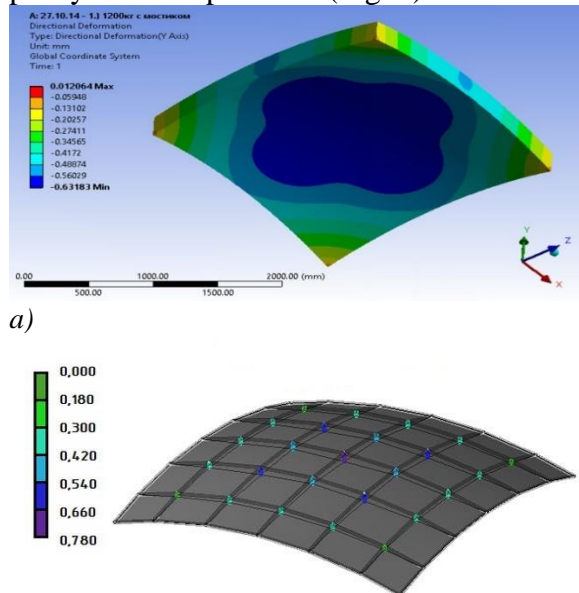 A: 27.10.14 - 1.) 1200кг с мостиком
Directional Deformation
Type: Directional Deformation(Y Axis)
Unit: mm
Global Coordinate System
Time: 1
0.012064 Max
-0.05948
-0.13102
-0.20257
-0.27411
-0.34565
-0.4172
-0.48874
-0.56029
-0.63183 Min
Y
Z
X
0.00 1000.00 2000.00 (mm)
500.00 1500.00
a)
0,000
0,180
0,300
0,420
0,540
0,660
0,780